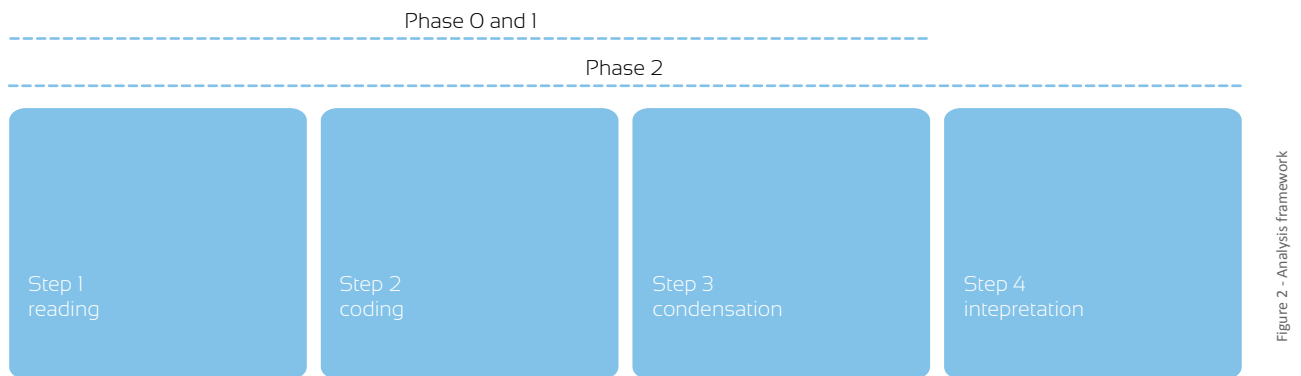 Phase 0 and 1
Phase 2
Step 1
reading
Step 2
coding
Step 3
condensation
Step 4
intepretation
Figure 2 - Analysis framework